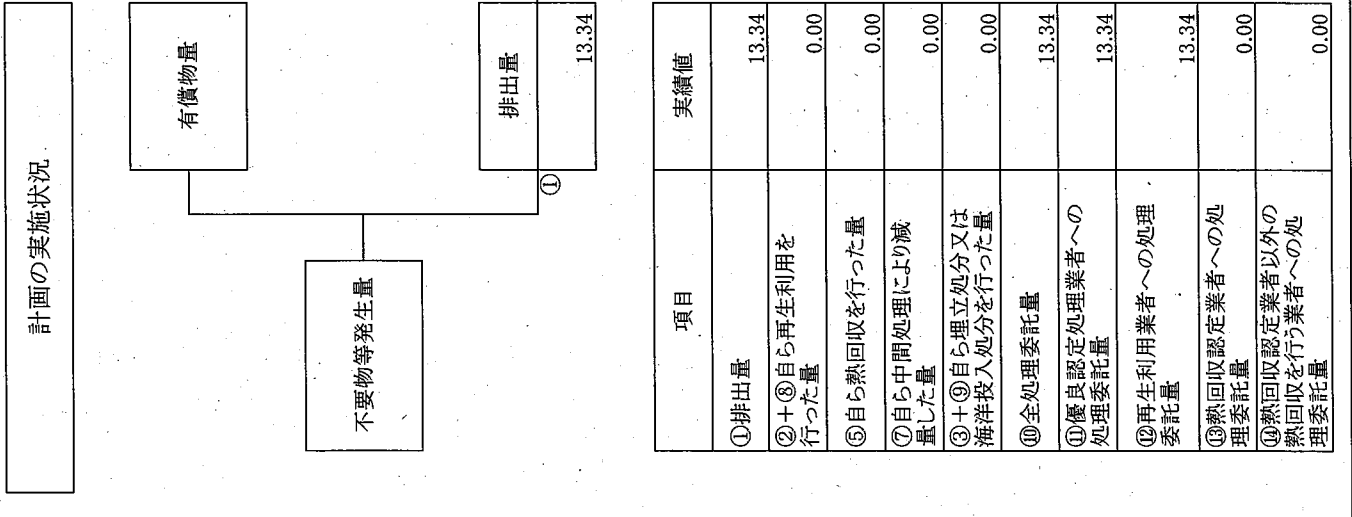 計画の実施状況
不要物等発生量
有償物量
排出量
①
13.34
項目
実績値
①排出量
13.34
②+⑧自ら再生利用を
行った量
0.00
⑤自ら熱回収を行った量
0.00
⑦自ら中間処理により減
量した量
0.00
③+⑨自ら埋立処分又は
海洋投入処分を行った量
0.00
⑩全処理委託量
13.34
⑪優良認定処理業者への
処理委託量
13.34
⑫再生利用業者への処理
委託量
13.34
⑬熱回収認定業者への処
理委託量
0.00
⑭熱回収認定業者以外の
熱回収を行う業者への処
理委託量
0.00